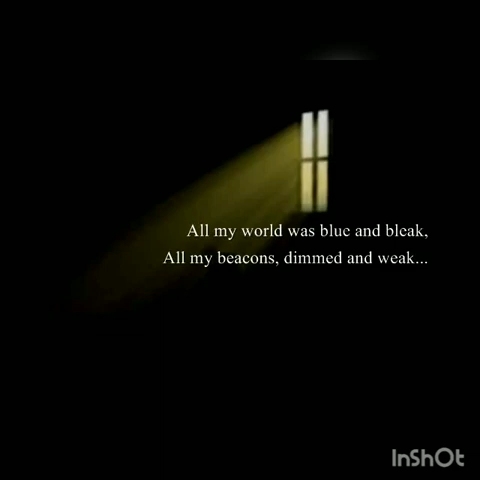 All my world was blue and bleak,
All my beacons, dimmed and weak...
InShOt